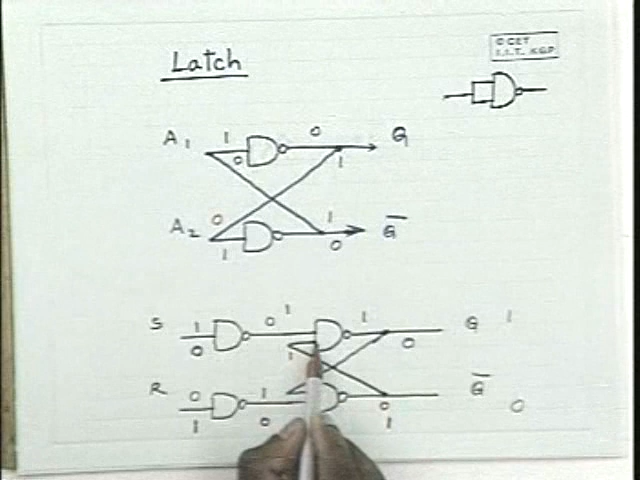 © CET
I.I.T. KGP
Latch
A1 1 0 0 1 Q
A2 0 1 1 0 Q̅
S 1 0 0 1 1 0 Q 1
1
R 0 1 1 0 0 1 Q̅ 0